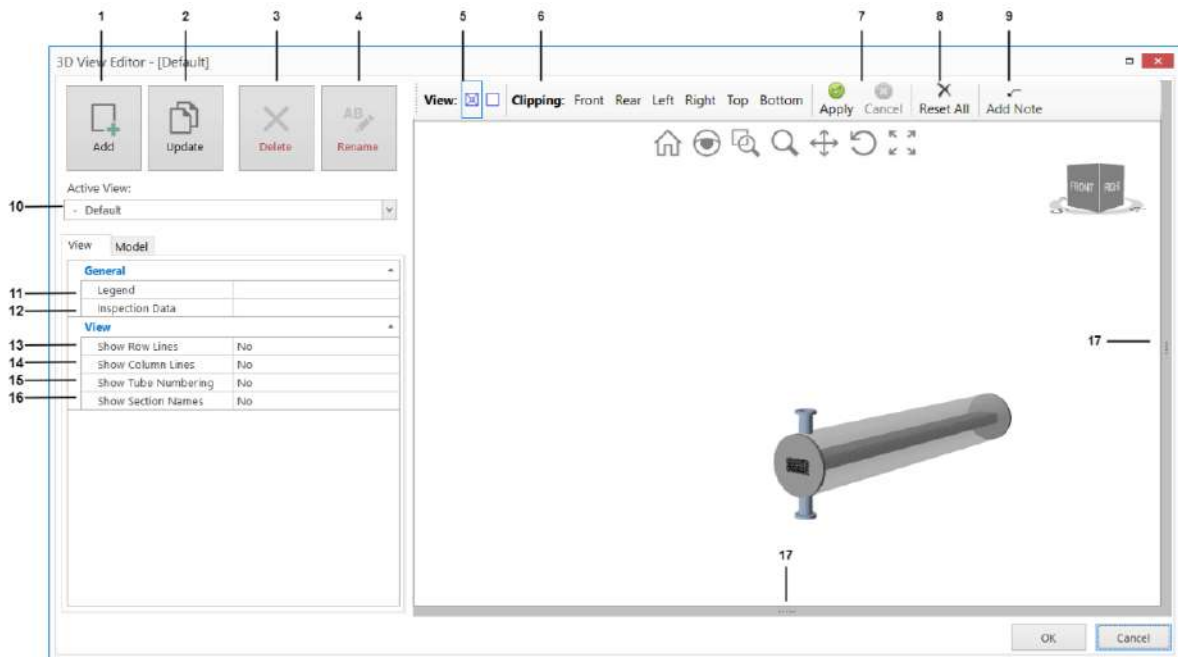 1 2 3 4 5 6 7 8 9
3D View Editor - [Default]
Add Update Delete AB Rename
View: Clipping: Front Rear Left Right Top Bottom Apply Cancel Reset All Add Note
Active View:
10 - Default
FRONT
View Model
General
11 Legend
12 Inspection Data
View
13 Show Row Lines No
14 Show Column Lines No
15 Show Tube Numbering No
16 Show Section Names No
17
17
OK Cancel